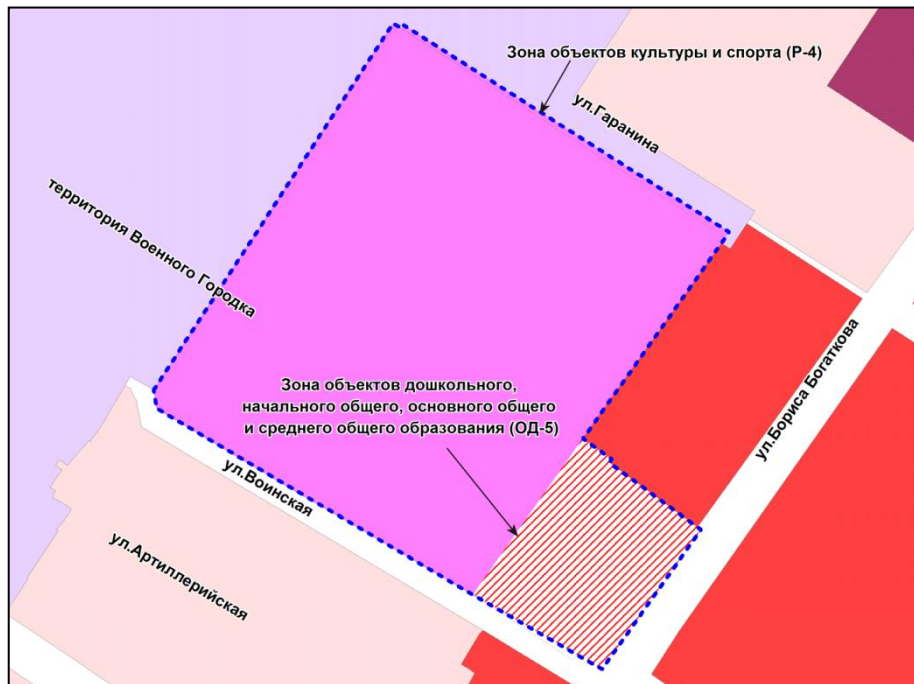 Зона объектов культуры и спорта (Р-4)
ул.Гаранина
территория Военного Городка
ул.Бориса Богаткова
Зона объектов дошкольного,
начального общего, основного общего
и среднего общего образования (ОД-5)
ул.Воинская
ул.Артиллерийская